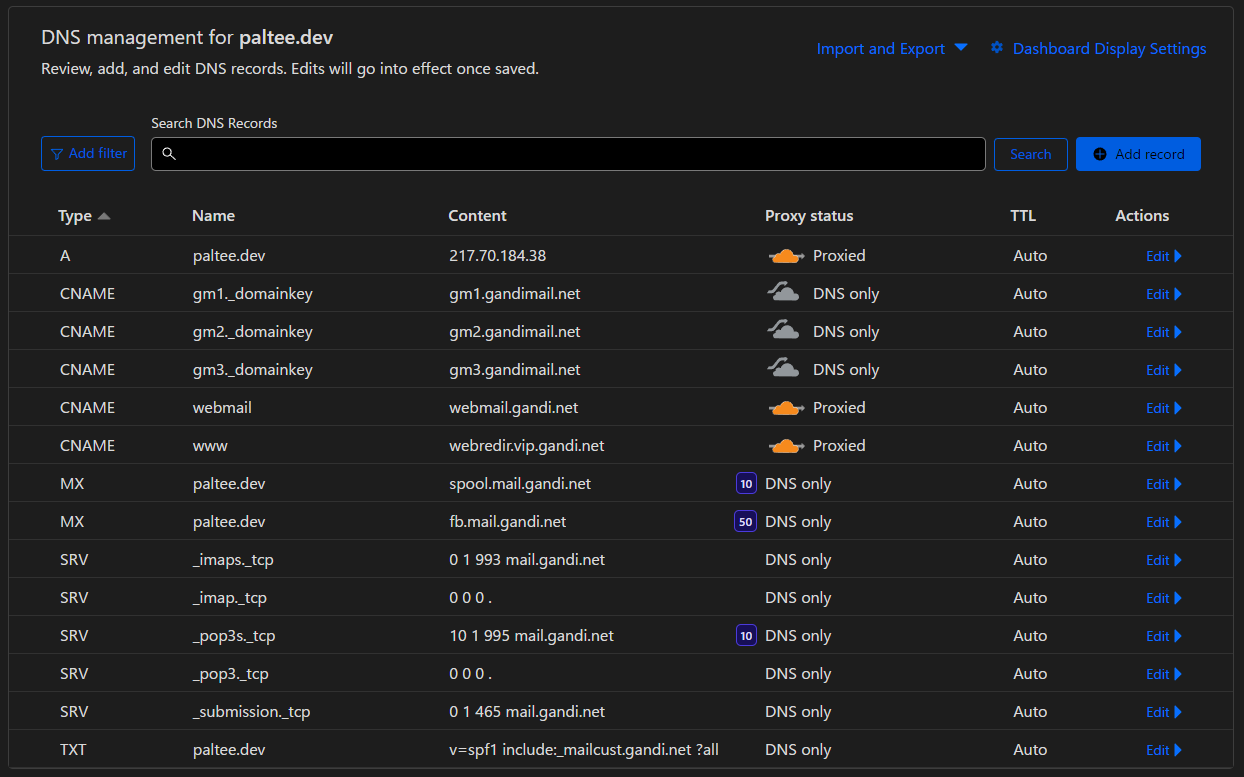 DNS management for paltee.dev
Review, add, and edit DNS records. Edits will go into effect once saved.
Import and Export
Dashboard Display Settings
Search DNS Records
Add filter
Search
Add record
Type Name Content Proxy status TTL Actions
A paltee.dev 217.70.184.38 Proxied Auto Edit
CNAME gm1._domainkey gm1.gandimail.net DNS only Auto Edit
CNAME gm2._domainkey gm2.gandimail.net DNS only Auto Edit
CNAME gm3._domainkey gm3.gandimail.net DNS only Auto Edit
CNAME webmail webmail.gandi.net Proxied Auto Edit
CNAME www webredir.vip.gandi.net Proxied Auto Edit
MX paltee.dev spool.mail.gandi.net 10 DNS only Auto Edit
MX paltee.dev fb.mail.gandi.net 50 DNS only Auto Edit
SRV _imaps._tcp 0 1 993 mail.gandi.net DNS only Auto Edit
SRV _imap._tcp 0 0 0 . DNS only Auto Edit
SRV _pop3s._tcp 10 1 995 mail.gandi.net 10 DNS only Auto Edit
SRV _pop3._tcp 0 0 0 . DNS only Auto Edit
SRV _submission._tcp 0 1 465 mail.gandi.net DNS only Auto Edit
TXT paltee.dev v=spf1 include:_mailcust.gandi.net ?all DNS only Auto Edit